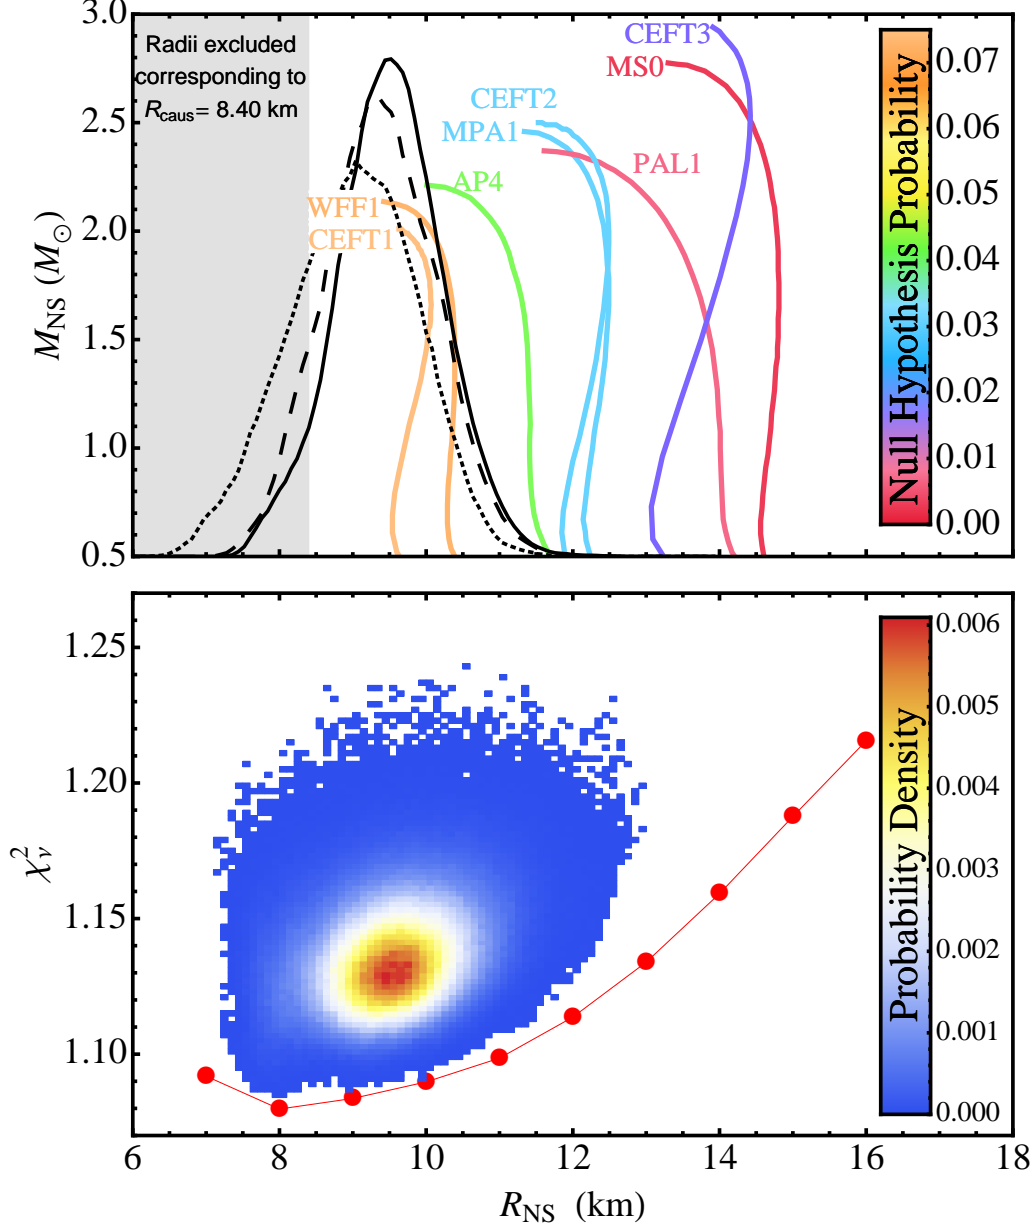 3.0
2.5
2.0
1.5
1.0
0.5
M_NS (M_⊙)
Radii excluded
corresponding to
R_caus = 8.40 km
CEFT3
MS0
CEFT2
MPA1
PAL1
AP4
WFF1
CEFT1
0.07
0.06
0.05
0.04
0.03
0.02
0.01
0.00
Null Hypothesis Probability
1.25
1.20
1.15
1.10
χ²_ν
0.006
0.005
0.004
0.003
0.002
0.001
0.000
Probability Density
6 8 10 12 14 16 18
R_NS (km)